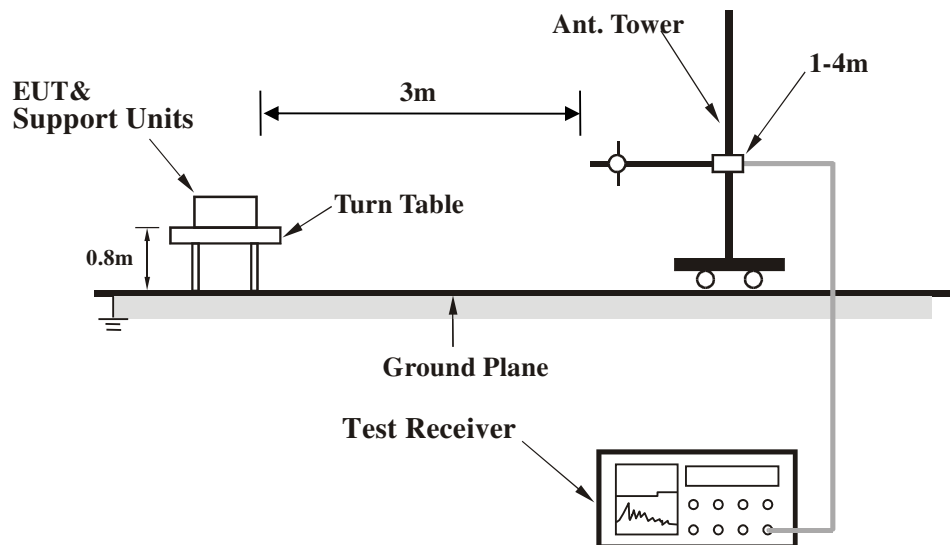 Ant. Tower
1-4m
3m
EUT&
Support Units
Turn Table
0.8m
Ground Plane
Test Receiver